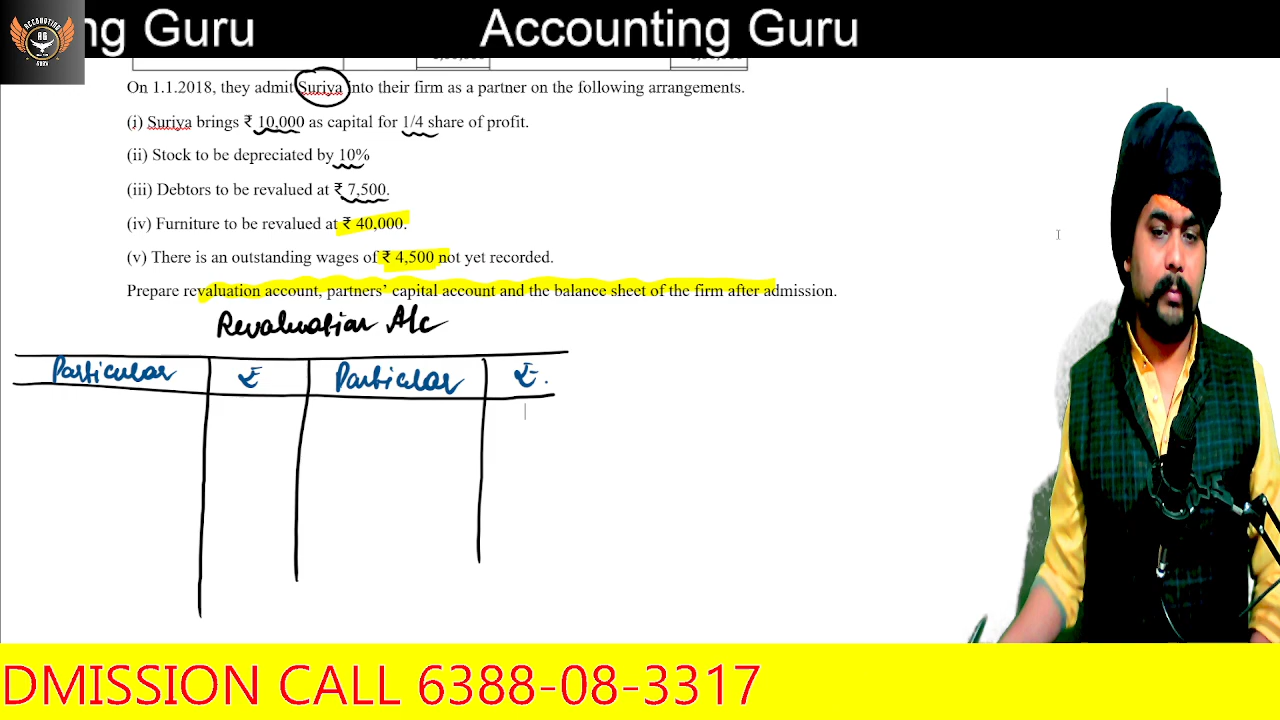 ng Guru
Accounting Guru
ACCOUNTING
AG
GURU
On 1.1.2018, they admit Suriya into their firm as a partner on the following arrangements.
(i) Suriya brings ₹ 10,000 as capital for 1/4 share of profit.
(ii) Stock to be depreciated by 10%
(iii) Debtors to be revalued at ₹ 7,500.
(iv) Furniture to be revalued at ₹ 40,000.
(v) There is an outstanding wages of ₹ 4,500 not yet recorded.
Prepare revaluation account, partners’ capital account and the balance sheet of the firm after admission.
Revaluation A/c
Particular ₹ Particular ₹.
DMISSION CALL 6388-08-3317